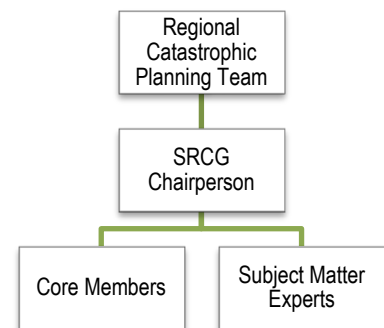 Regional
Catastrophic
Planning Team
SRCG
Chairperson
Core Members
Subject Matter
Experts